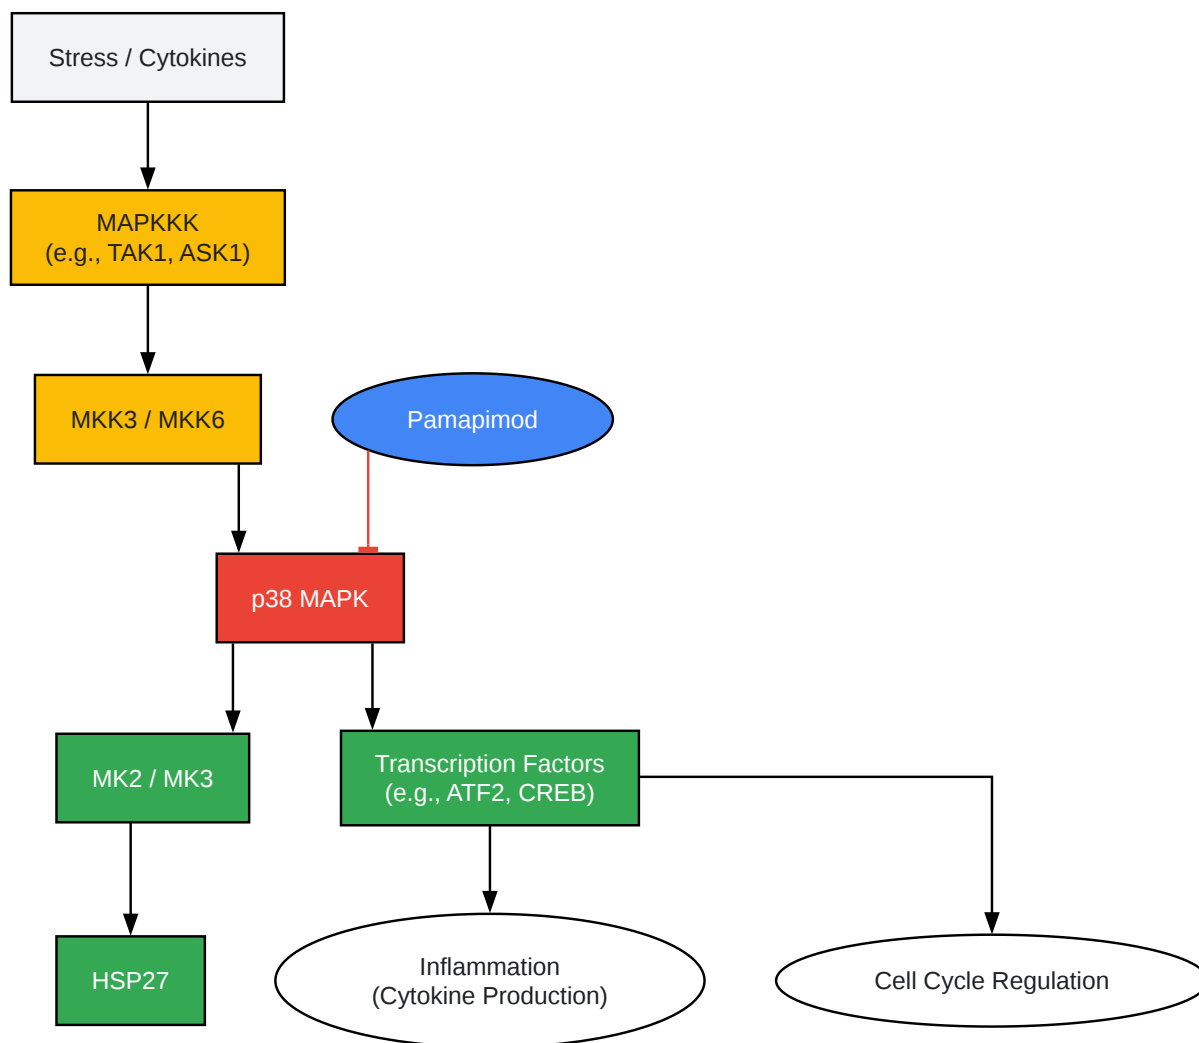 Stress / Cytokines
MAPKKK
(e.g., TAK1, ASK1)
MKK3 / MKK6
Pamapimod
p38 MAPK
MK2 / MK3
Transcription Factors
(e.g., ATF2, CREB)
HSP27
Inflammation
(Cytokine Production)
Cell Cycle Regulation